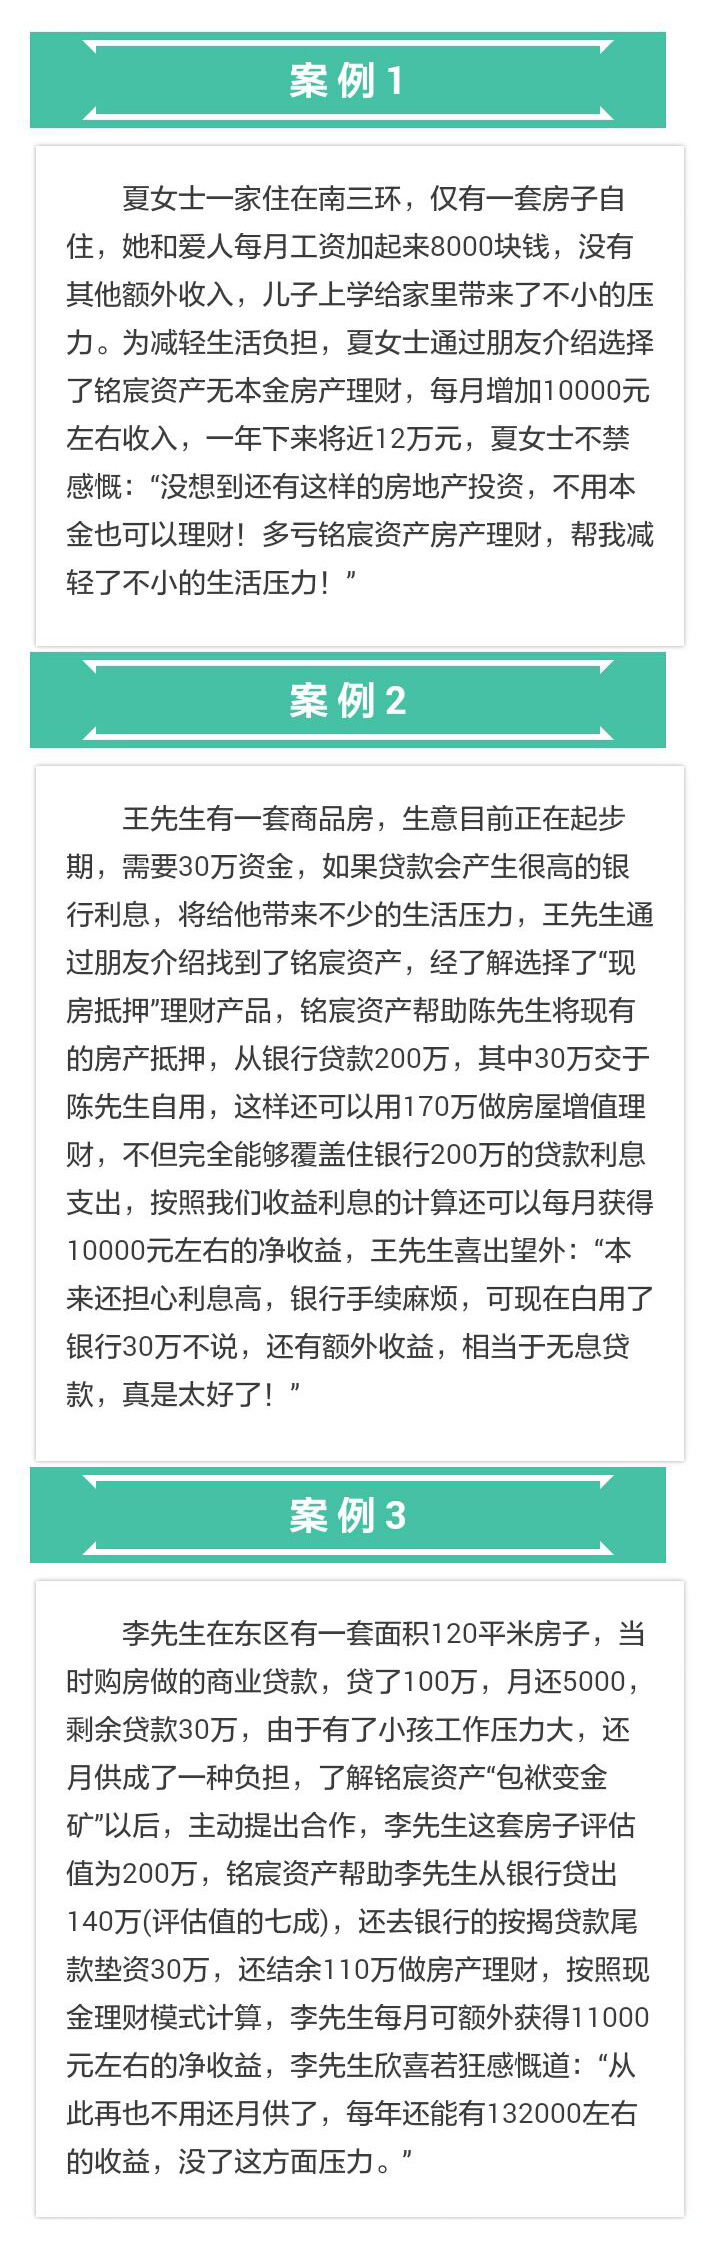 案例1
夏女士一家住在南三环，仅有一套房子自
住，她和爱人每月工资加起来8000块钱，没有
其他额外收入，儿子上学给家里带来了不小的压
力。为减轻生活负担，夏女士通过朋友介绍选择
了铭宸资产无本金房产理财，每月增加10000元
左右收入，一年下来将近12万元，夏女士不禁
感慨：“没想到还有这样的房地产投资，不用本
金也可以理财！多亏铭宸资产房产理财，帮我减
轻了不小的生活压力！”
案例2
王先生有一套商品房，生意目前正在起步
期，需要30万资金，如果贷款会产生很高的银
行利息，将给他带来不少的生活压力，王先生通
过朋友介绍找到了铭宸资产，经了解选择了“现
房抵押”理财产品，铭宸资产帮助陈先生将现有
的房产抵押，从银行贷款200万，其中30万交于
陈先生自用，这样还可以用170万做房屋增值理
财，不但完全能够覆盖住银行200万的贷款利息
支出，按照我们收益利息的计算还可以每月获得
10000元左右的净收益，王先生喜出望外：“本
来还担心利息高，银行手续麻烦，可现在白用了
银行30万不说，还有额外收益，相当于无息贷
款，真是太好了！”
案例3
李先生在东区有一套面积120平米房子，当
时购房做的商业贷款，贷了100万，月还5000，
剩余贷款30万，由于有了小孩工作压力大，还
月供成了一种负担，了解铭宸资产“包袱变金
矿”以后，主动提出合作，李先生这套房子评估
值为200万，铭宸资产帮助李先生从银行贷出
140万(评估值的七成)，还去银行的按揭贷款尾
款垫资30万，还结余110万做房产理财，按照现
金理财模式计算，李先生每月可额外获得11000
元左右的净收益，李先生欣喜若狂感慨道：“从
此再也不用还月供了，每年还能有132000左右
的收益，没了这方面压力。”